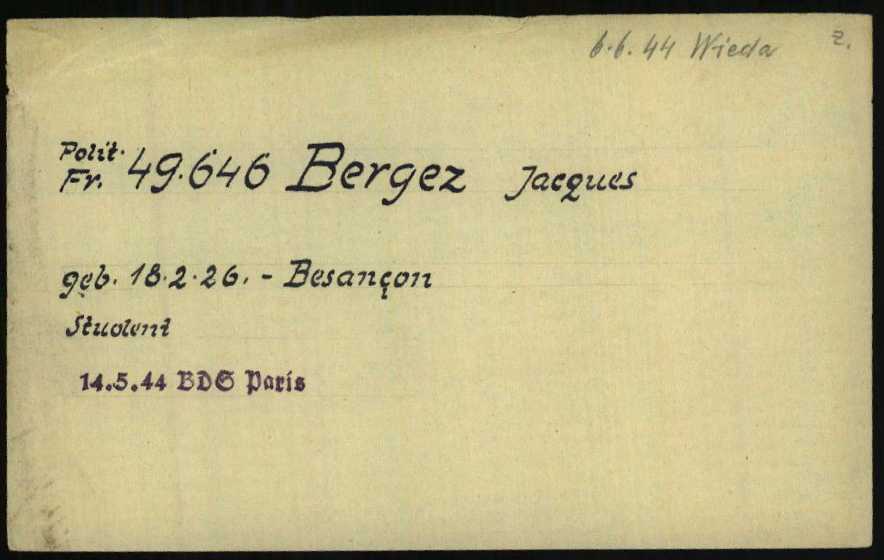 6.6. 44 Wieda 2.
Polit.
Fr. 49.646 Bergez Jacques
geb. 18.2.26. - Besançon
Student
14.5.44 BDS Paris